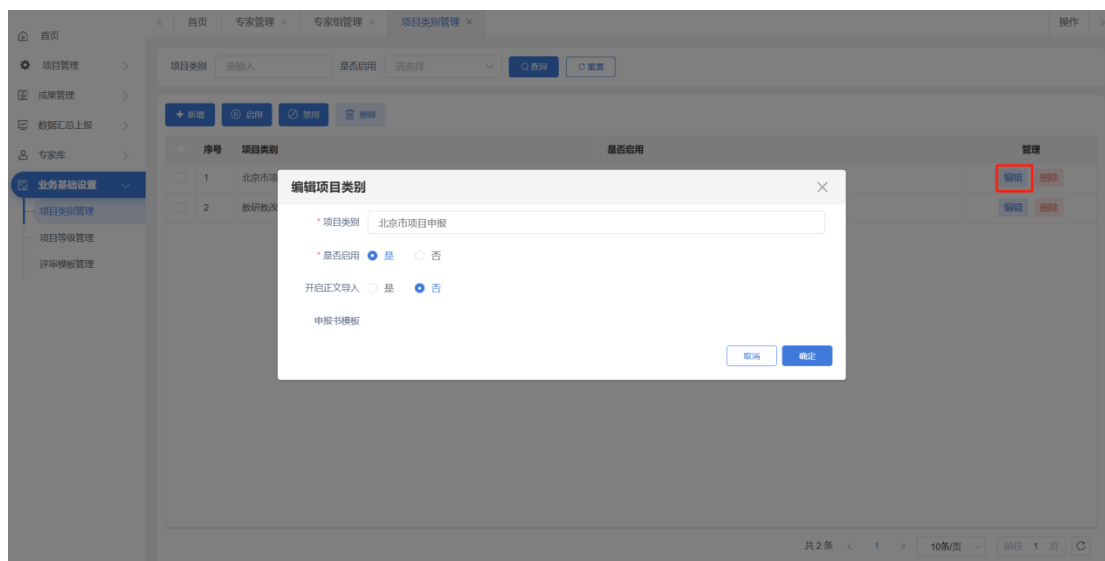 首页 专家管理 × 专家组管理 × 项目类别管理 × 操作
首页
项目管理
成果管理
数据汇总上报
专家库
业务基础设置
项目类别管理
项目等级管理
评审模板管理
项目类别 请输入 是否启用 请选择 查询 重置
+ 新增 启用 禁用 删除
序号 项目类别 是否启用 管理
1 北京市项 编辑 删除
2 教研教改 编辑 删除
编辑项目类别
* 项目类别 北京市项目申报
* 是否启用 是 否
开启正文导入 是 否
申报书模板
取消 确定
共 2 条 < 1 > 10条/页 前往 1 页